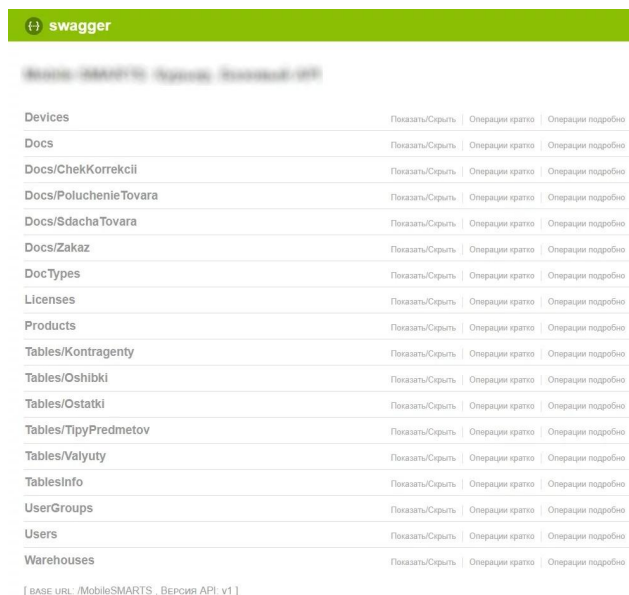 swagger
Devices Показать/Скрыть Операции кратко Операции подробно
Docs Показать/Скрыть Операции кратко Операции подробно
Docs/ChekKorrekcii Показать/Скрыть Операции кратко Операции подробно
Docs/PoluchenieTovara Показать/Скрыть Операции кратко Операции подробно
Docs/SdachaTovara Показать/Скрыть Операции кратко Операции подробно
Docs/Zakaz Показать/Скрыть Операции кратко Операции подробно
DocTypes Показать/Скрыть Операции кратко Операции подробно
Licenses Показать/Скрыть Операции кратко Операции подробно
Products Показать/Скрыть Операции кратко Операции подробно
Tables/Kontragenty Показать/Скрыть Операции кратко Операции подробно
Tables/Oshibki Показать/Скрыть Операции кратко Операции подробно
Tables/Ostatki Показать/Скрыть Операции кратко Операции подробно
Tables/TipyPredmetov Показать/Скрыть Операции кратко Операции подробно
Tables/Valyuty Показать/Скрыть Операции кратко Операции подробно
TablesInfo Показать/Скрыть Операции кратко Операции подробно
UserGroups Показать/Скрыть Операции кратко Операции подробно
Users Показать/Скрыть Операции кратко Операции подробно
Warehouses Показать/Скрыть Операции кратко Операции подробно
[ BASE URL: /MobileSMARTS , ВЕРСИЯ API: v1 ]